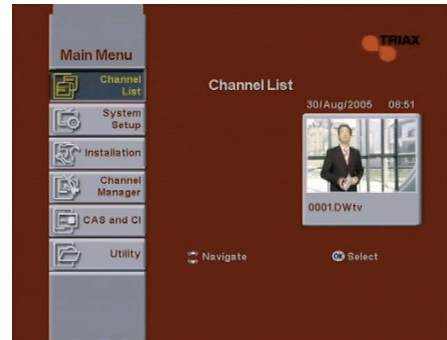 Main Menu
TRIAX
Channel
List
System
Setup
Installation
Channel
Manager
CAS and CI
Utility
Channel List
30/Aug/2005 08:51
0001.DWtv
Navigate
OK Select